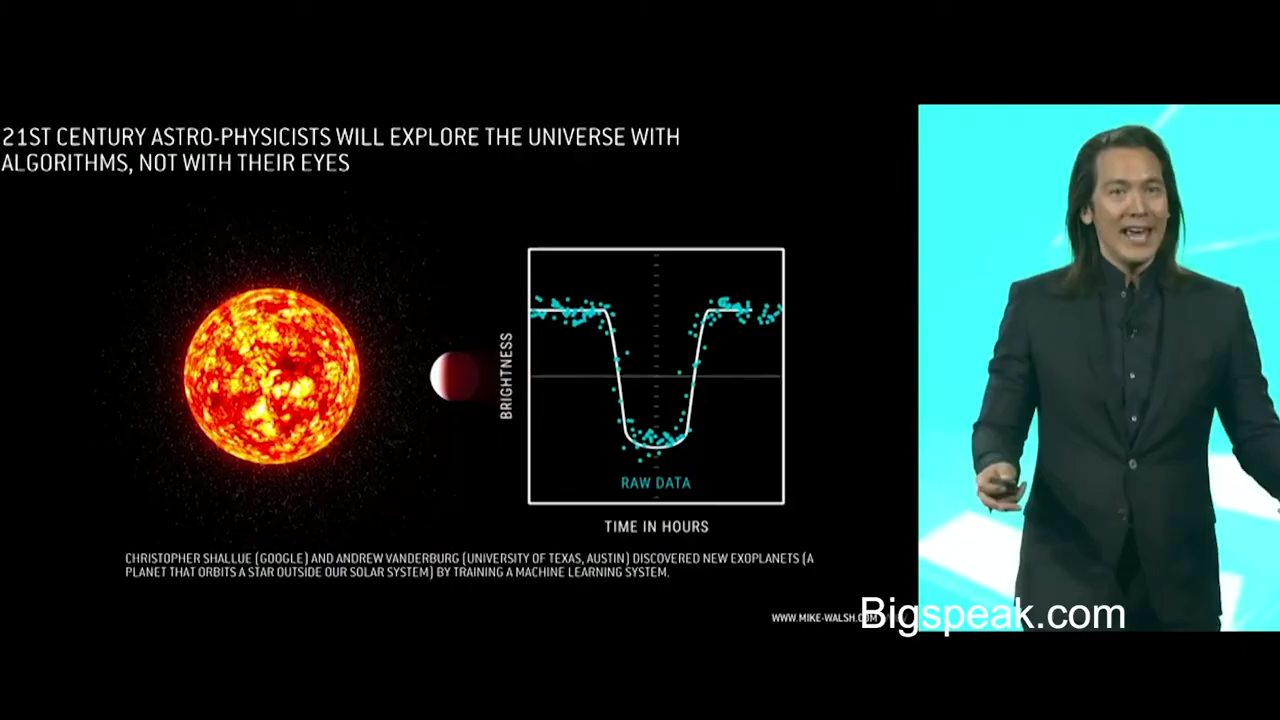 21ST CENTURY ASTRO-PHYSICISTS WILL EXPLORE THE UNIVERSE WITH
ALGORITHMS, NOT WITH THEIR EYES
BRIGHTNESS
RAW DATA
TIME IN HOURS
CHRISTOPHER SHALLUE (GOOGLE) AND ANDREW VANDERBURG (UNIVERSITY OF TEXAS, AUSTIN) DISCOVERED NEW EXOPLANETS (A
PLANET THAT ORBITS A STAR OUTSIDE OUR SOLAR SYSTEM) BY TRAINING A MACHINE LEARNING SYSTEM.
WWW.MIKE-WALSH.COM
Bigspeak.com